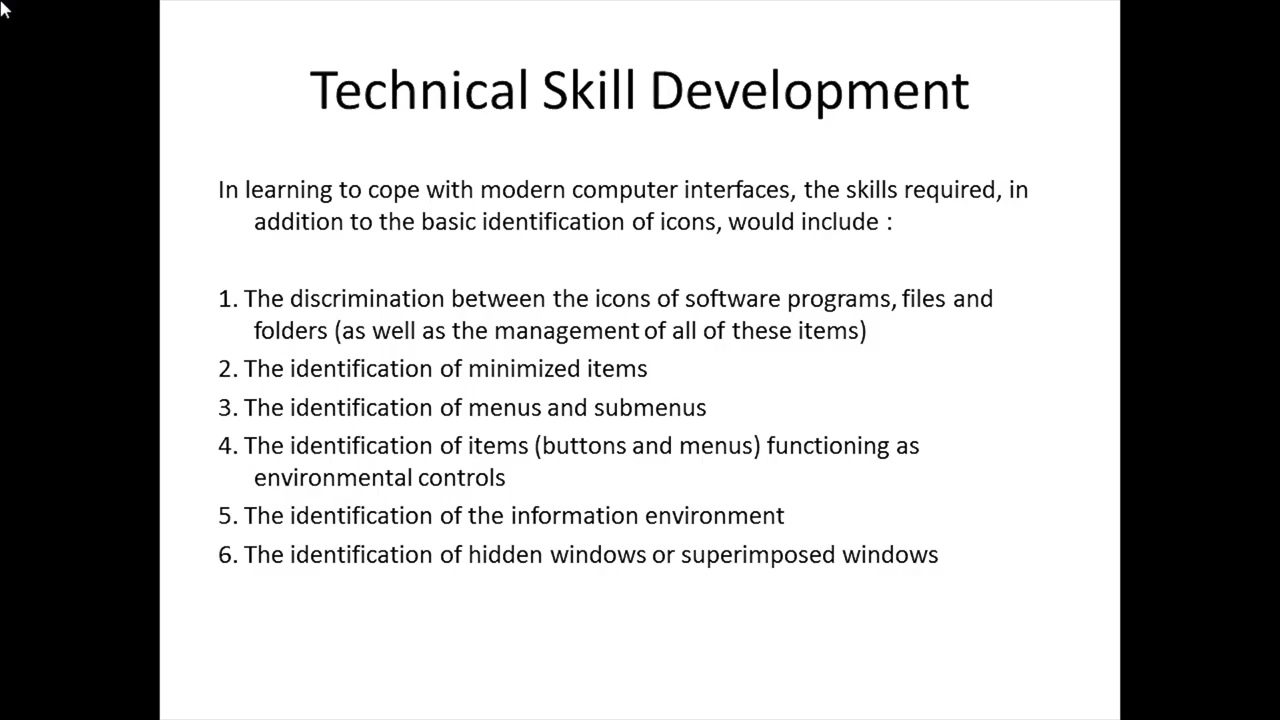 Technical Skill Development
In learning to cope with modern computer interfaces, the skills required, in
addition to the basic identification of icons, would include :
1. The discrimination between the icons of software programs, files and
folders (as well as the management of all of these items)
2. The identification of minimized items
3. The identification of menus and submenus
4. The identification of items (buttons and menus) functioning as
environmental controls
5. The identification of the information environment
6. The identification of hidden windows or superimposed windows